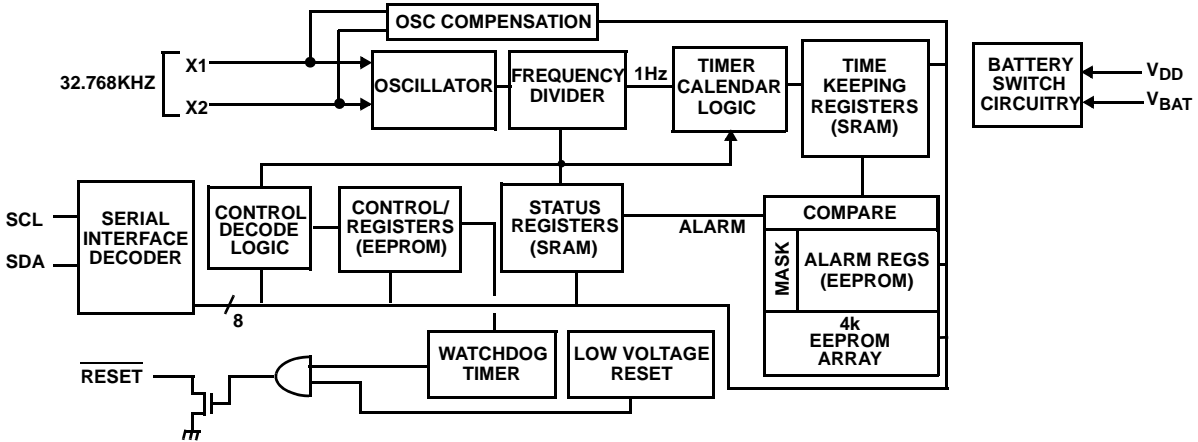 OSC COMPENSATION
32.768KHZ
X1
X2
OSCILLATOR
FREQUENCY
DIVIDER
1Hz
TIMER
CALENDAR
LOGIC
TIME
KEEPING
REGISTERS
(SRAM)
BATTERY
SWITCH
CIRCUITRY
VDD
VBAT
SCL
SDA
SERIAL
INTERFACE
DECODER
CONTROL
DECODE
LOGIC
CONTROL/
REGISTERS
(EEPROM)
STATUS
REGISTERS
(SRAM)
ALARM
COMPARE
MASK
ALARM REGS
(EEPROM)
4k
EEPROM
ARRAY
8
RESET
WATCHDOG
TIMER
LOW VOLTAGE
RESET